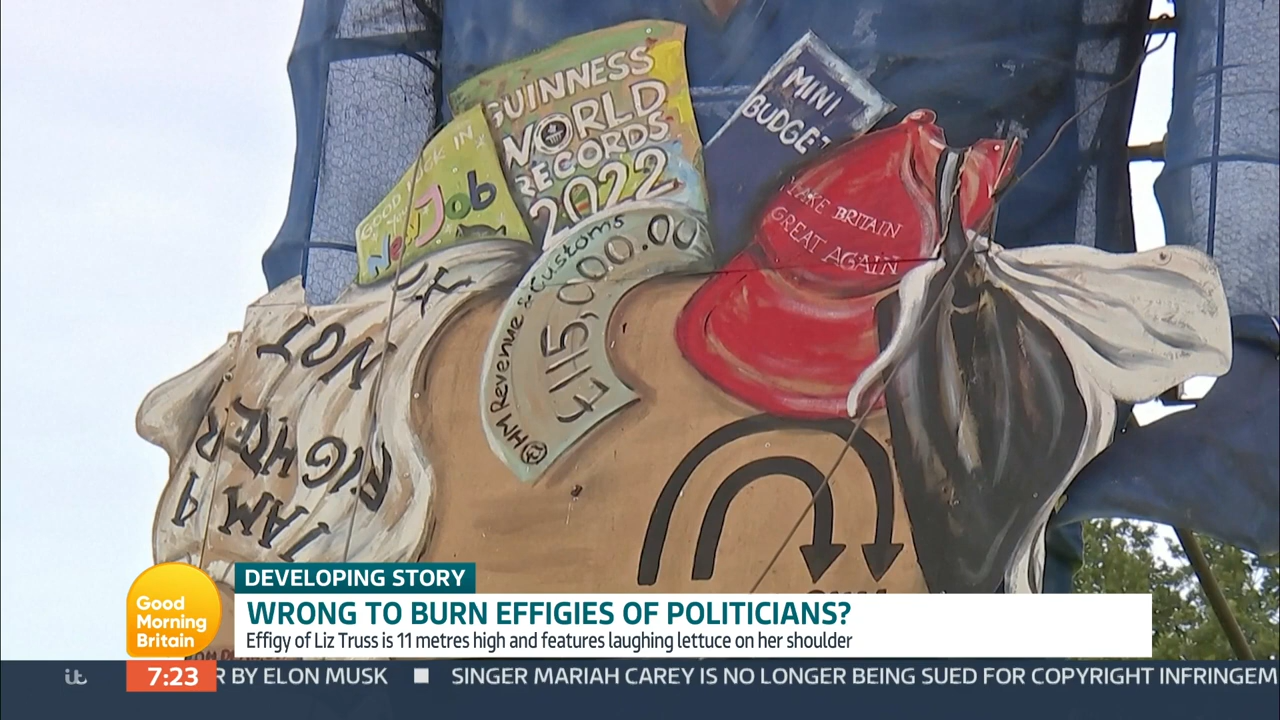 GUINNESS
WORLD
RECORDS
2022
MINI
BUDGET
GOOD LUCK IN
YOUR
New Job
MAKE BRITAIN
GREAT AGAIN
HM Revenue & Customs
£115,000.00
I AM A
FIGHTER
NOT
DEVELOPING STORY
WRONG TO BURN EFFIGIES OF POLITICIANS?
Effigy of Liz Truss is 11 metres high and features laughing lettuce on her shoulder
Good
Morning
Britain
itv
7:23
R BY ELON MUSK ■ SINGER MARIAH CAREY IS NO LONGER BEING SUED FOR COPYRIGHT INFRINGEM